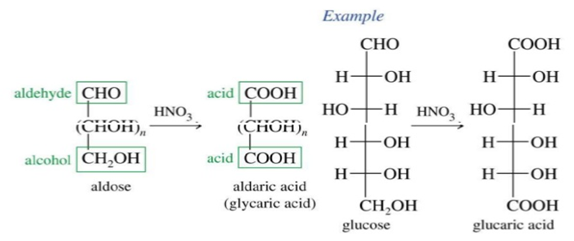 Example
aldehyde CHO
(CHOH)n
alcohol CH2OH
aldose
HNO3
acid COOH
(CHOH)n
acid COOH
aldaric acid
(glycaric acid)
CHO
H OH
HO H
H OH
H OH
CH2OH
glucose
HNO3
COOH
H OH
HO H
H OH
H OH
COOH
glucaric acid